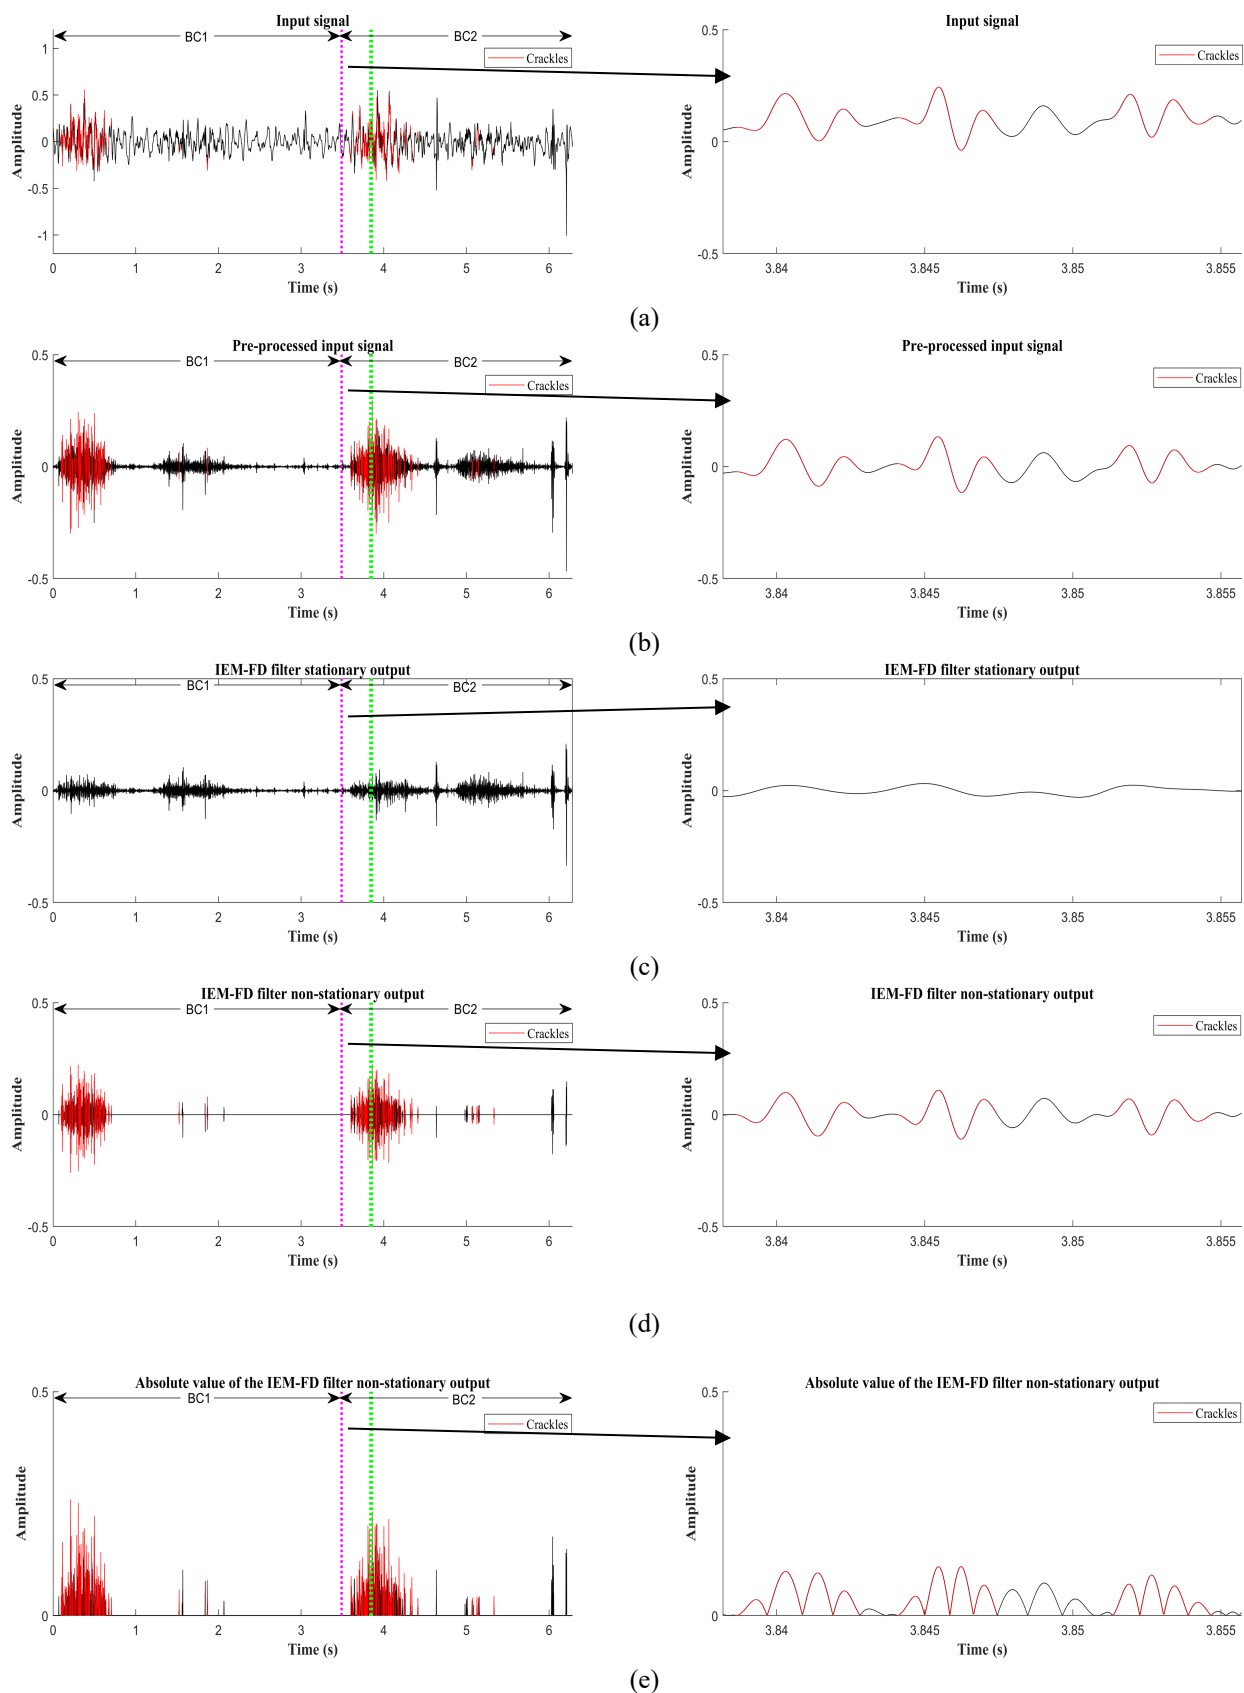 Input signal
BC1
BC2
Crackles
1
0.5
0
-0.5
-1
Amplitude
0 1 2 3 4 5 6
Time (s)
Input signal
Crackles
0.5
0
-0.5
Amplitude
3.84 3.845 3.85 3.855
Time (s)
(a)
Pre-processed input signal
BC1
BC2
Crackles
0.5
0
-0.5
Amplitude
0 1 2 3 4 5 6
Time (s)
Pre-processed input signal
Crackles
0.5
0
-0.5
Amplitude
3.84 3.845 3.85 3.855
Time (s)
(b)
IEM-FD filter stationary output
BC1
BC2
0.5
0
-0.5
Amplitude
0 1 2 3 4 5 6
Time (s)
IEM-FD filter stationary output
0.5
0
-0.5
Amplitude
3.84 3.845 3.85 3.855
Time (s)
(c)
IEM-FD filter non-stationary output
BC1
BC2
Crackles
0.5
0
-0.5
Amplitude
0 1 2 3 4 5 6
Time (s)
IEM-FD filter non-stationary output
Crackles
0.5
0
-0.5
Amplitude
3.84 3.845 3.85 3.855
Time (s)
(d)
Absolute value of the IEM-FD filter non-stationary output
BC1
BC2
Crackles
0.5
0
Amplitude
0 1 2 3 4 5 6
Time (s)
Absolute value of the IEM-FD filter non-stationary output
Crackles
0.5
0
Amplitude
3.84 3.845 3.85 3.855
Time (s)
(e)